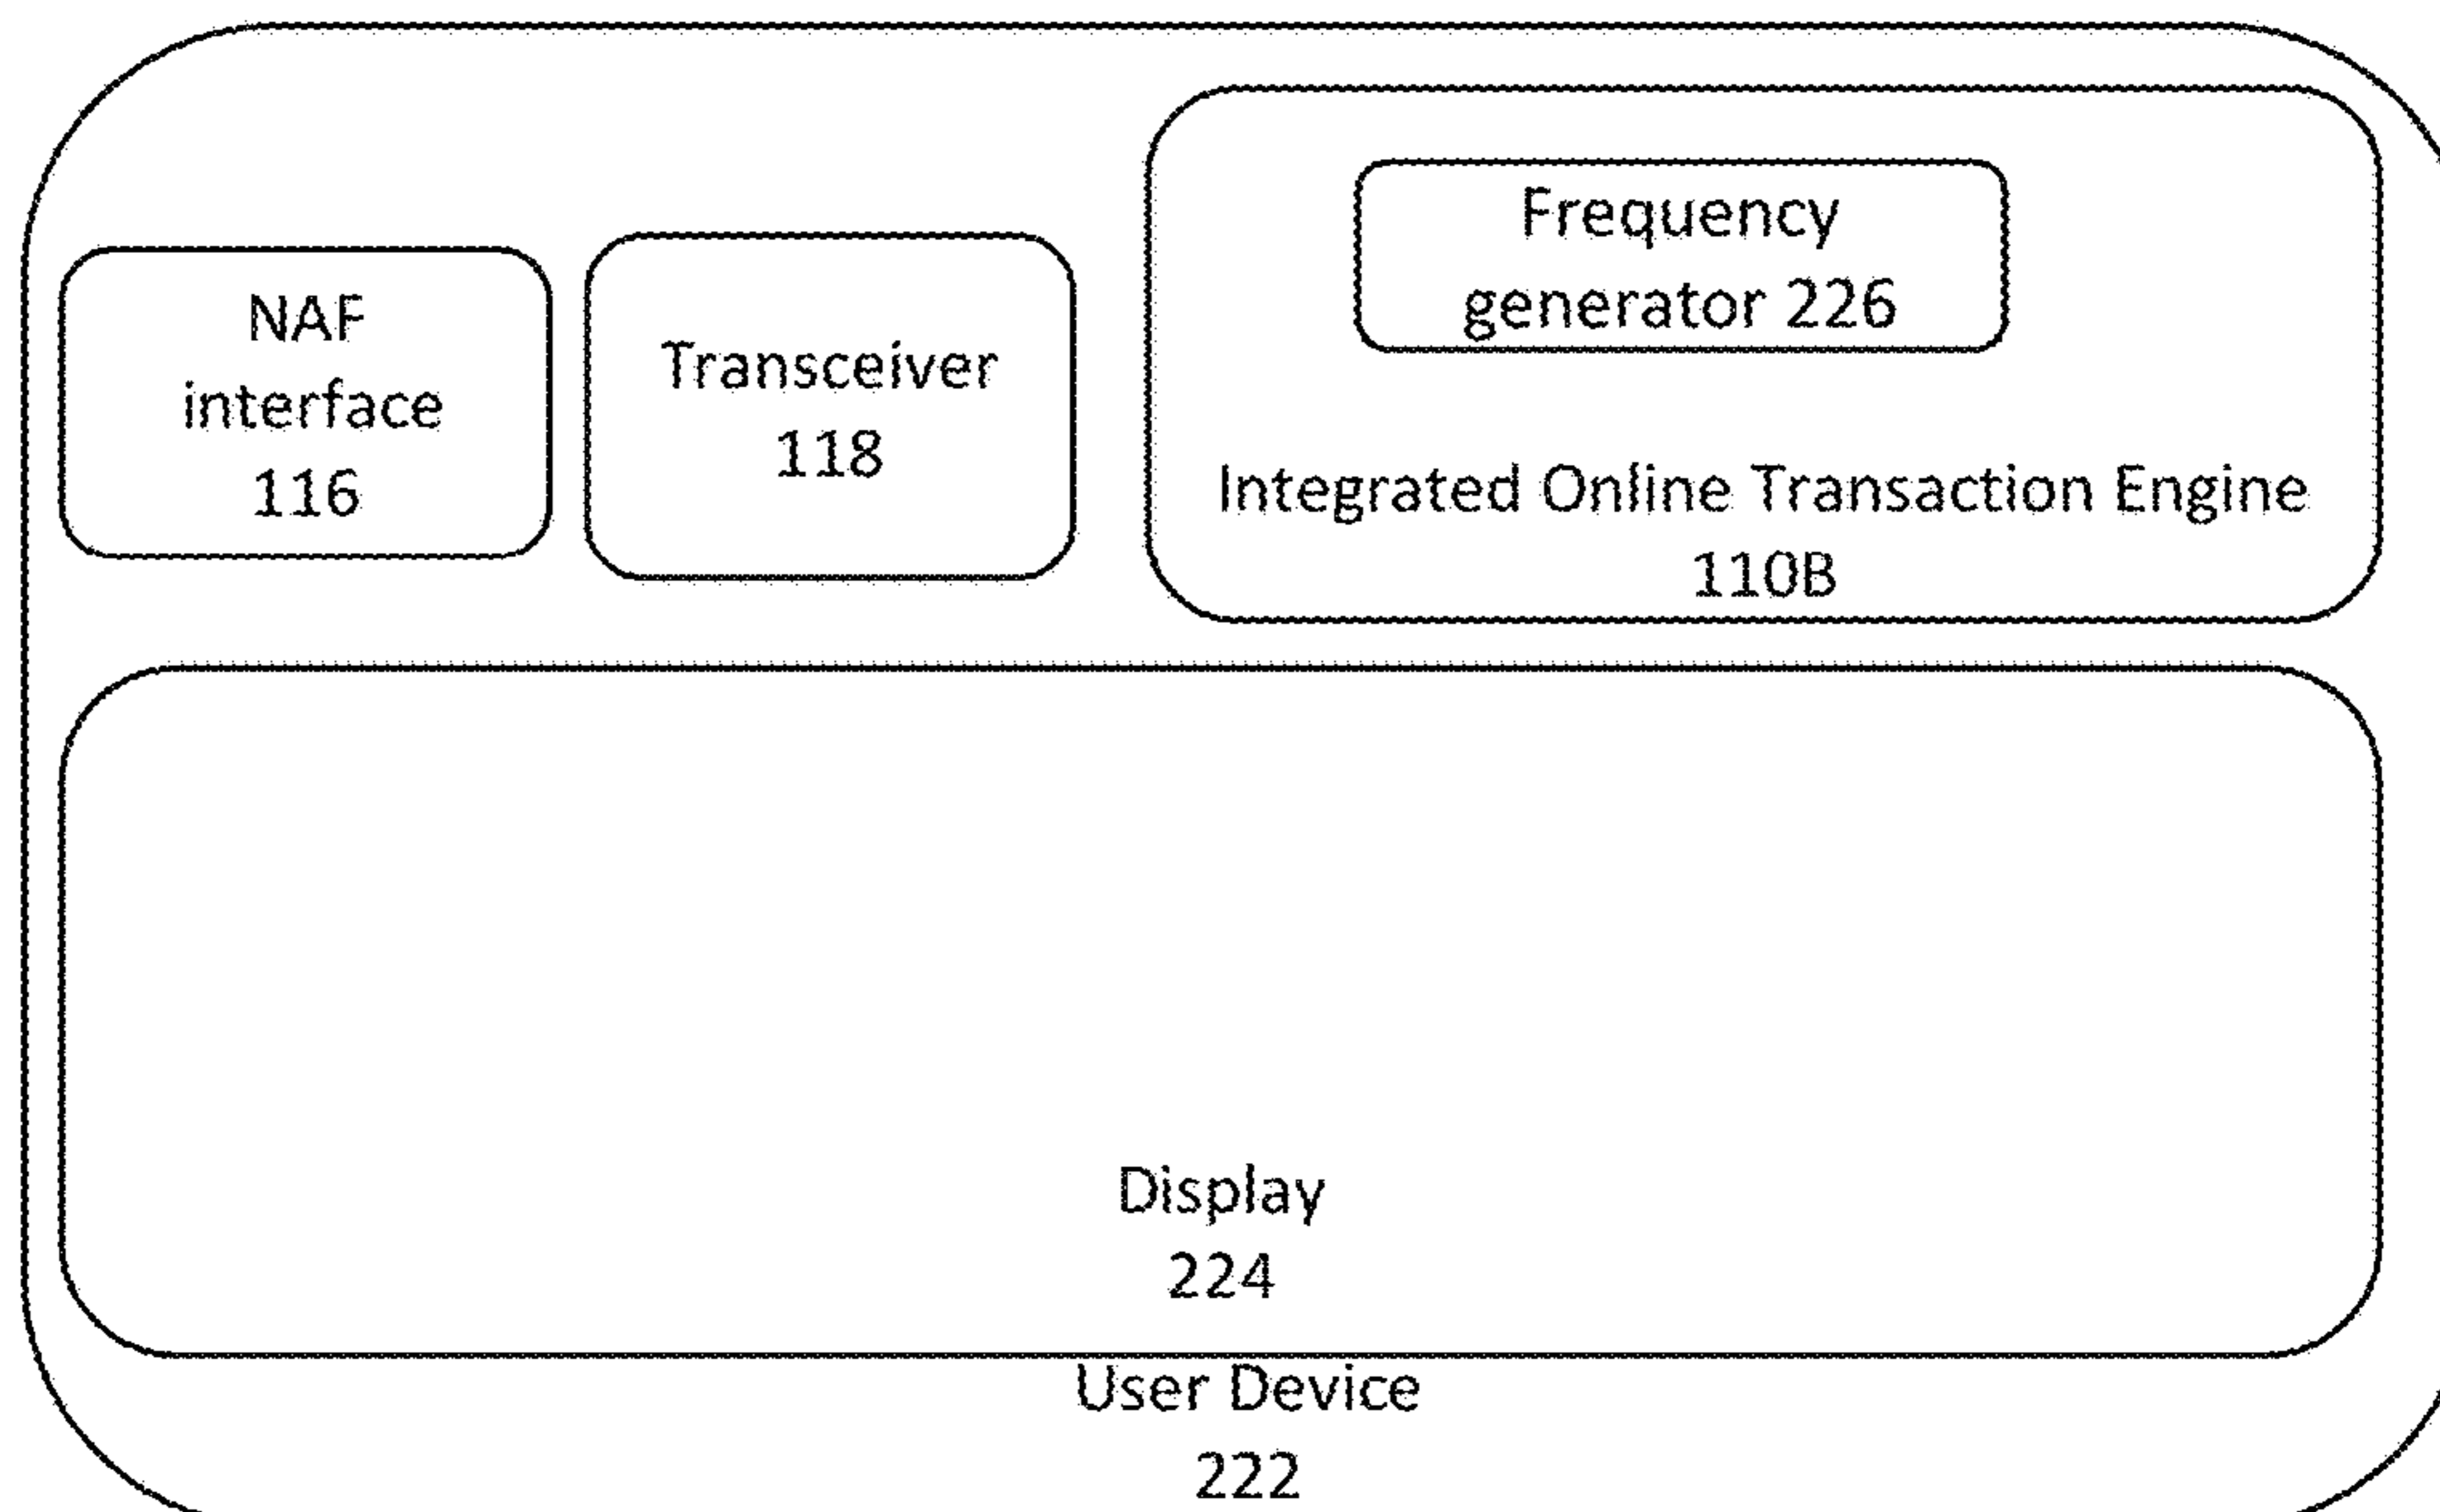 NAF
interface
116
Transceiver
118
Frequency
generator 226
Integrated Online Transaction Engine
110B
Display
224
User Device
222